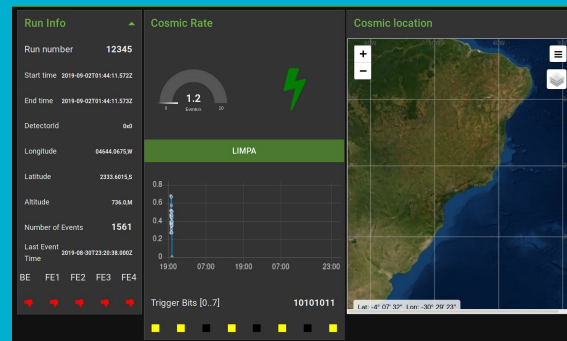 Run Info
Run number 12345
Start time 2019-09-02T01:44:11.572Z
End time 2019-09-02T01:44:11.573Z
DetectorId 0x0
Longitude 04644.0675,W
Latitude 2333.6015,S
Altitude 736.0,M
Number of Events 1561
Last Event Time 2019-08-30T23:20:38.000Z
BE FE1 FE2 FE3 FE4
Cosmic Rate
1.2
0 Events/s 20
LIMPA
0.8
0.6
0.4
0.2
0
19:00 07:00 19:00 07:00 23:00
Trigger Bits [0..7] 10101011
Cosmic location
+
−
Lat: -4° 07' 32" Lon: -30° 29' 23"